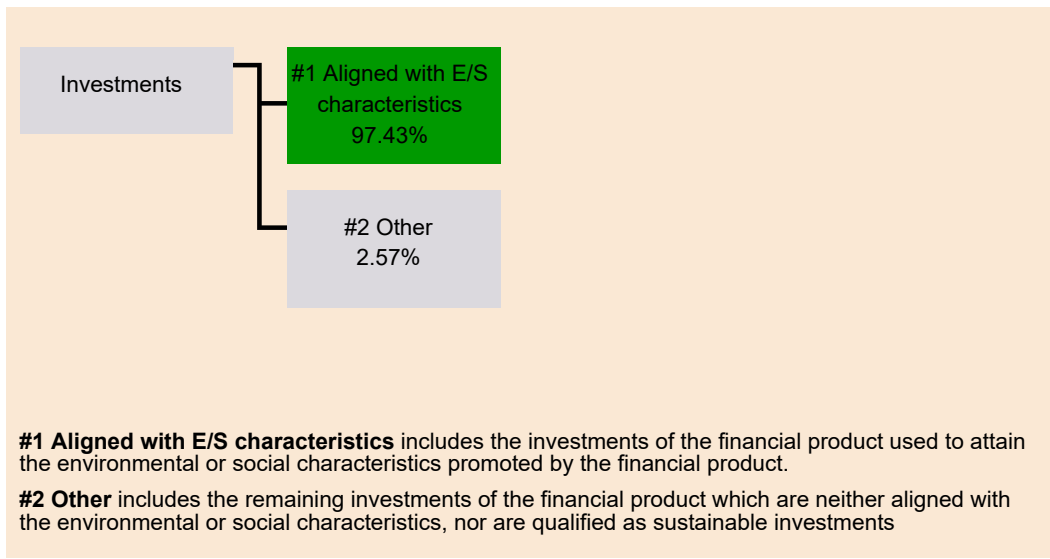 Investments
#1 Aligned with E/S
characteristics
97.43%
#2 Other
2.57%
#1 Aligned with E/S characteristics includes the investments of the financial product used to attain
the environmental or social characteristics promoted by the financial product.
#2 Other includes the remaining investments of the financial product which are neither aligned with
the environmental or social characteristics, nor are qualified as sustainable investments